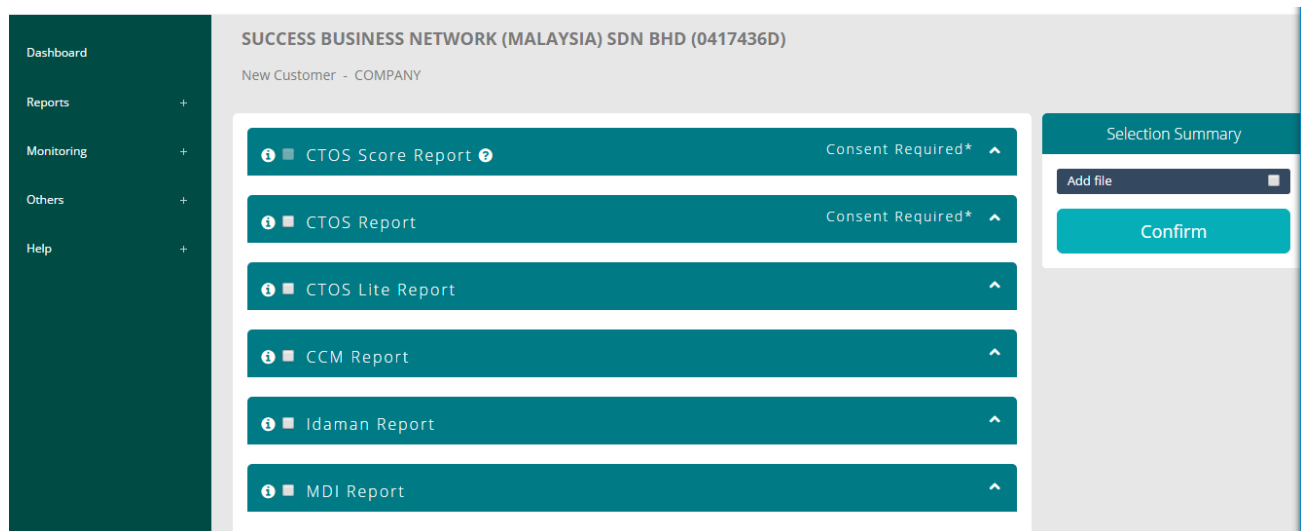 SUCCESS BUSINESS NETWORK (MALAYSIA) SDN BHD (0417436D)
New Customer - COMPANY
Dashboard
Reports +
Monitoring +
Others +
Help +
CTOS Score Report Consent Required*
CTOS Report Consent Required*
CTOS Lite Report
CCM Report
Idaman Report
MDI Report
Selection Summary
Add file
Confirm